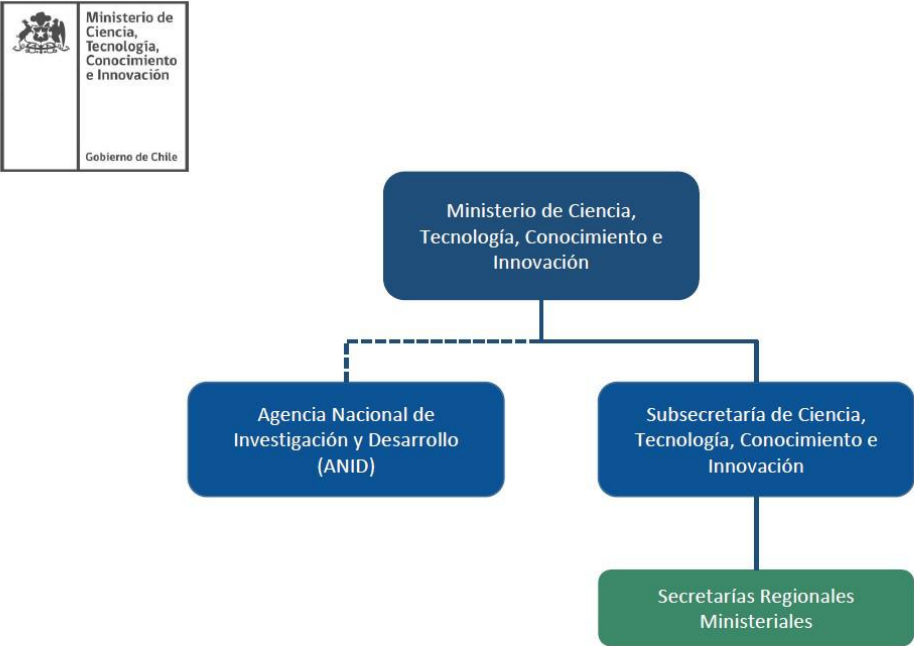 Ministerio de
Ciencia,
Tecnología,
Conocimiento
e Innovación
Gobierno de Chile
Ministerio de Ciencia,
Tecnología, Conocimiento e
Innovación
Agencia Nacional de
Investigación y Desarrollo
(ANID)
Subsecretaría de Ciencia,
Tecnología, Conocimiento e
Innovación
Secretarías Regionales
Ministeriales